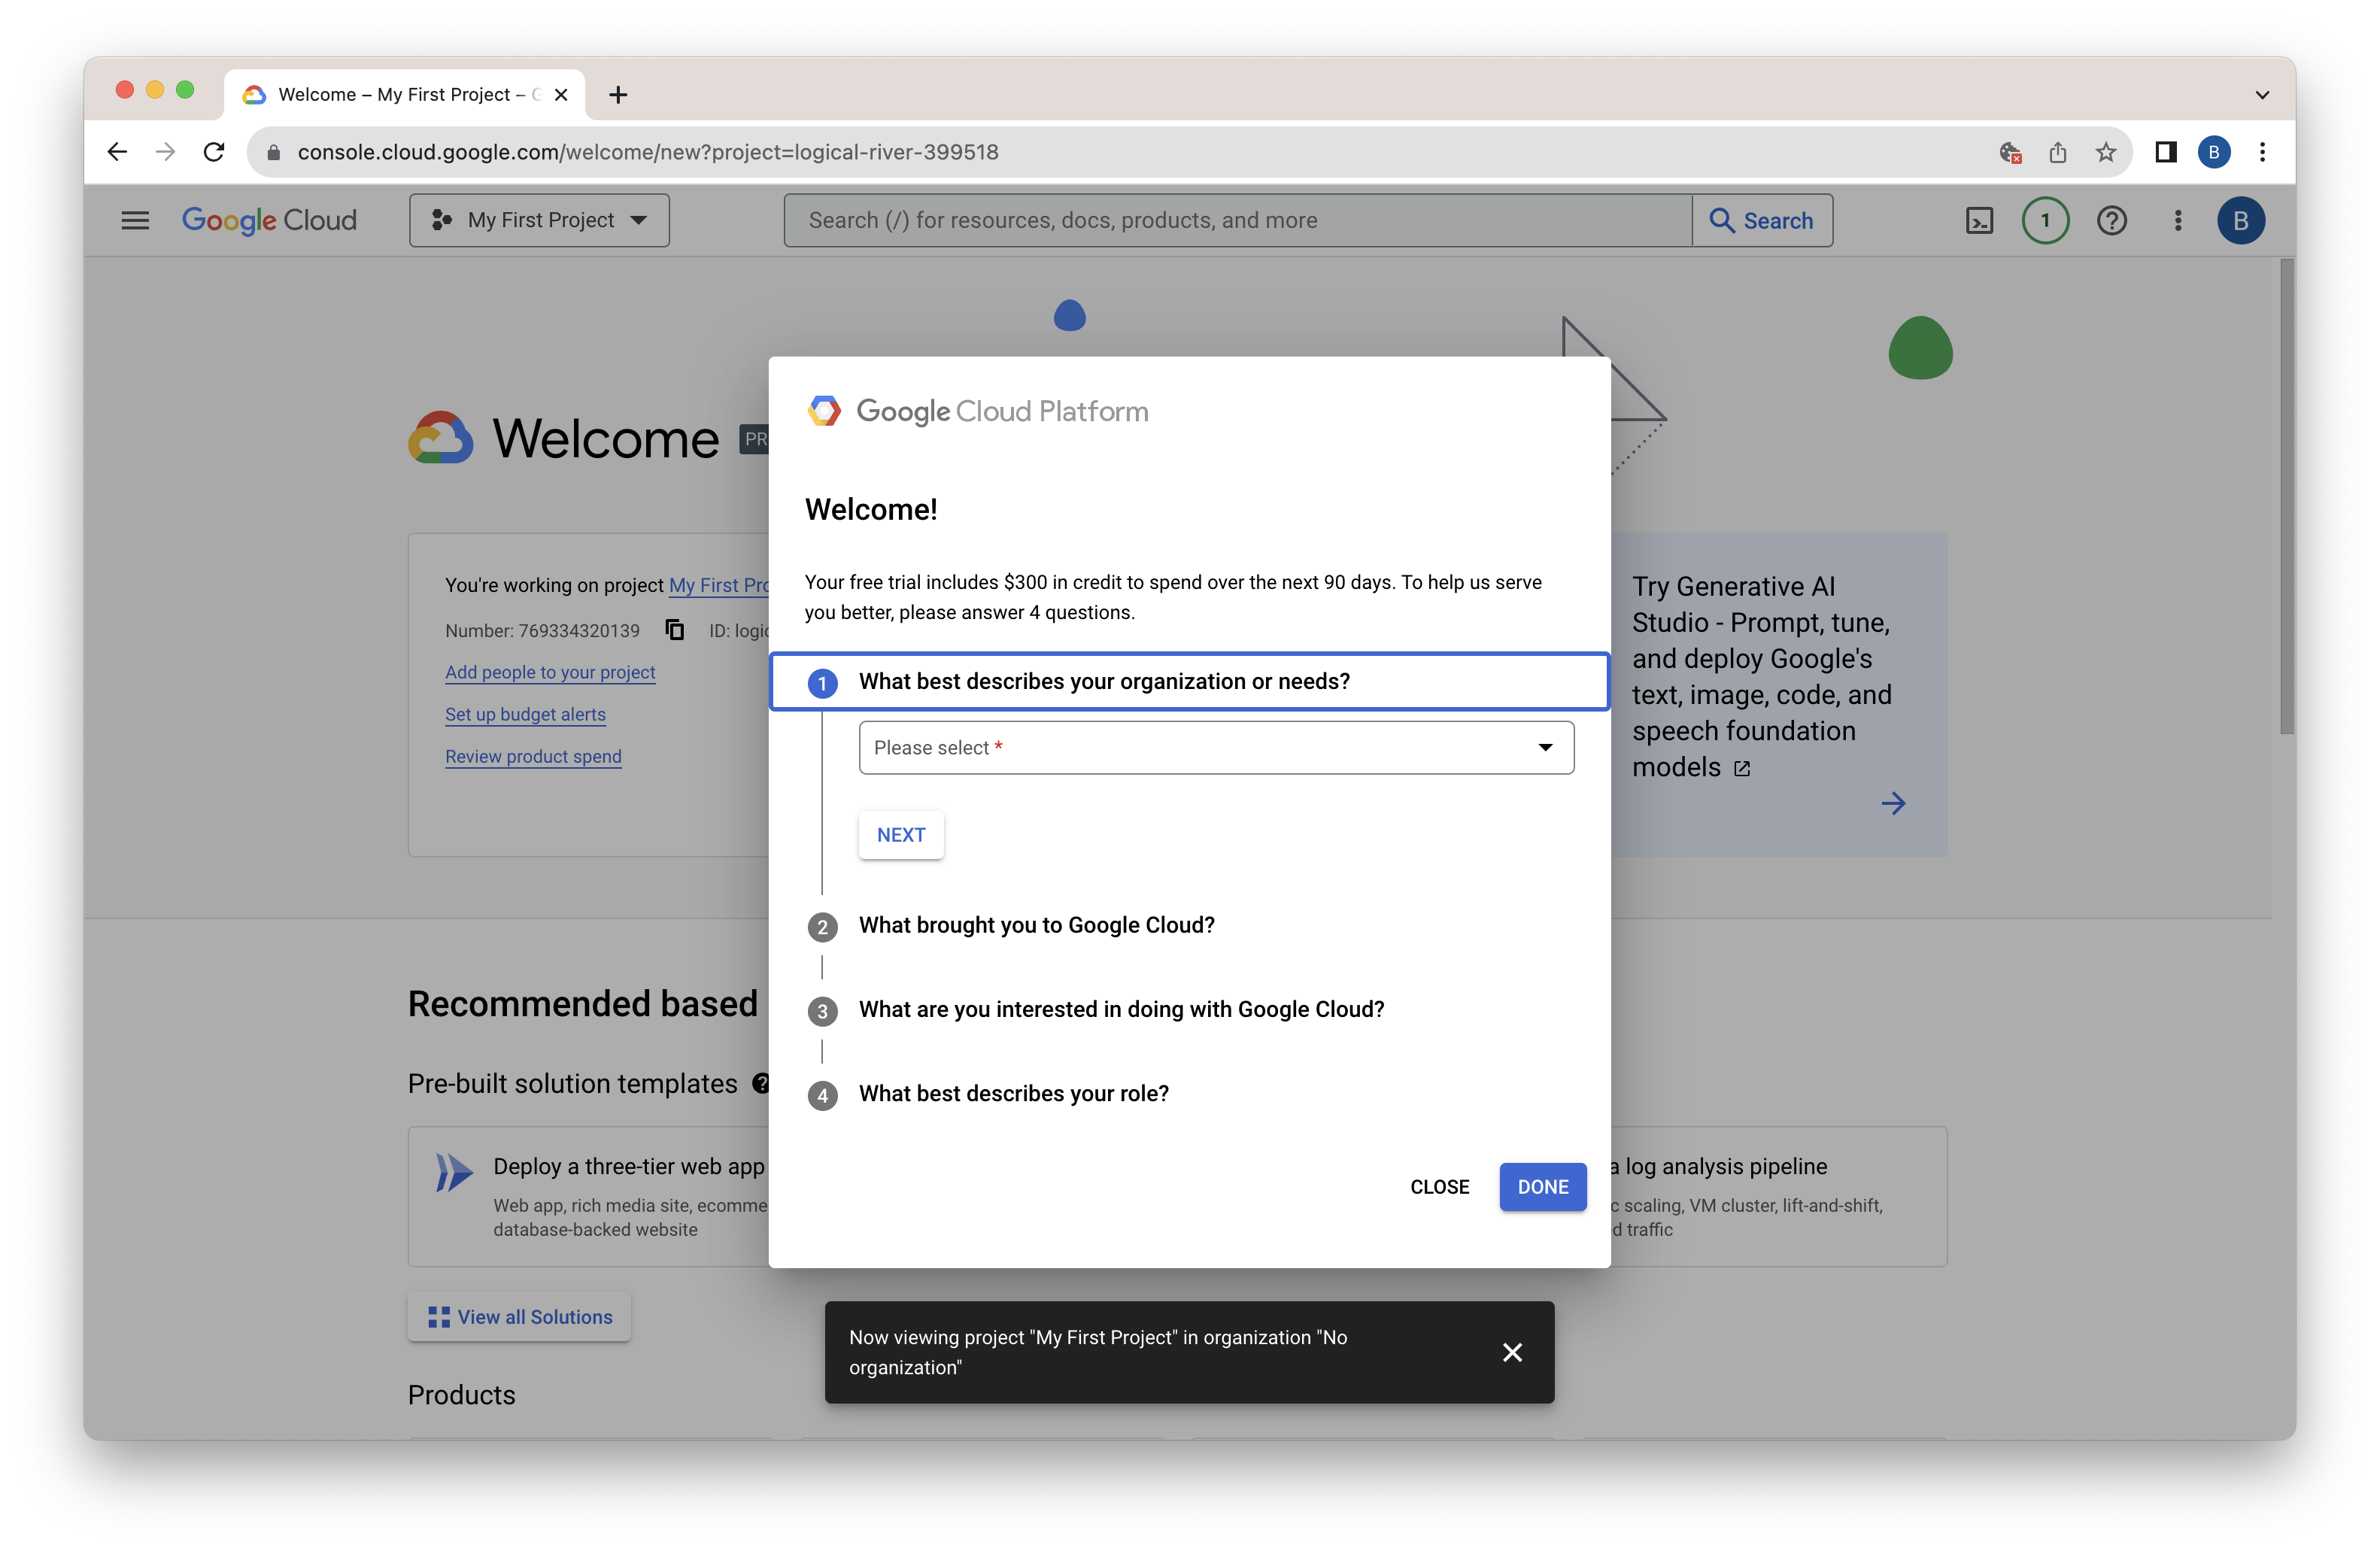 Welcome – My First Project –
console.cloud.google.com/welcome/new?project=logical-river-399518
B
Google Cloud
My First Project
Search (/) for resources, docs, products, and more
Search
1
B
Welcome
PR
Google Cloud Platform
Welcome!
Your free trial includes $300 in credit to spend over the next 90 days. To help us serve
you better, please answer 4 questions.
1 What best describes your organization or needs?
Please select *
NEXT
2 What brought you to Google Cloud?
3 What are you interested in doing with Google Cloud?
4 What best describes your role?
CLOSE
DONE
You're working on project My First Pro
Number: 769334320139
ID: logic
Add people to your project
Set up budget alerts
Review product spend
Try Generative AI
Studio - Prompt, tune,
and deploy Google's
text, image, code, and
speech foundation
models
Recommended based
Pre-built solution templates
Deploy a three-tier web app
Web app, rich media site, ecomme
database-backed website
a log analysis pipeline
c scaling, VM cluster, lift-and-shift,
d traffic
View all Solutions
Now viewing project "My First Project" in organization "No
organization"
Products